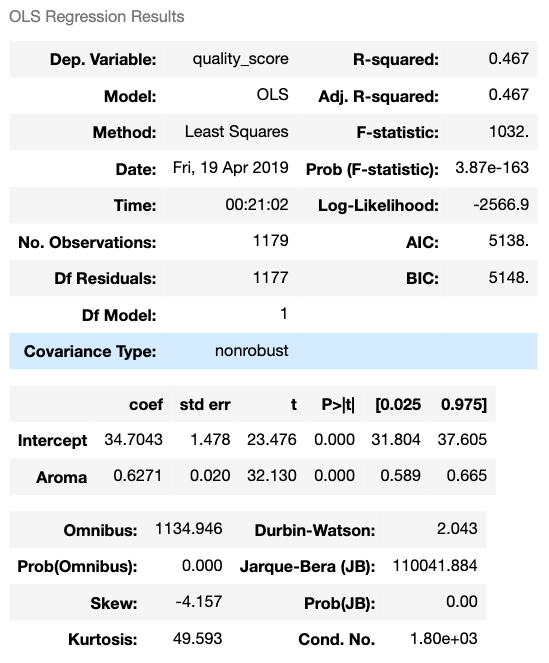 OLS Regression Results
Dep. Variable: quality_score R-squared: 0.467
Model: OLS Adj. R-squared: 0.467
Method: Least Squares F-statistic: 1032.
Date: Fri, 19 Apr 2019 Prob (F-statistic): 3.87e-163
Time: 00:21:02 Log-Likelihood: -2566.9
No. Observations: 1179 AIC: 5138.
Df Residuals: 1177 BIC: 5148.
Df Model: 1
Covariance Type: nonrobust
coef std err t P>|t| [0.025 0.975]
Intercept 34.7043 1.478 23.476 0.000 31.804 37.605
Aroma 0.6271 0.020 32.130 0.000 0.589 0.665
Omnibus: 1134.946 Durbin-Watson: 2.043
Prob(Omnibus): 0.000 Jarque-Bera (JB): 110041.884
Skew: -4.157 Prob(JB): 0.00
Kurtosis: 49.593 Cond. No. 1.80e+03